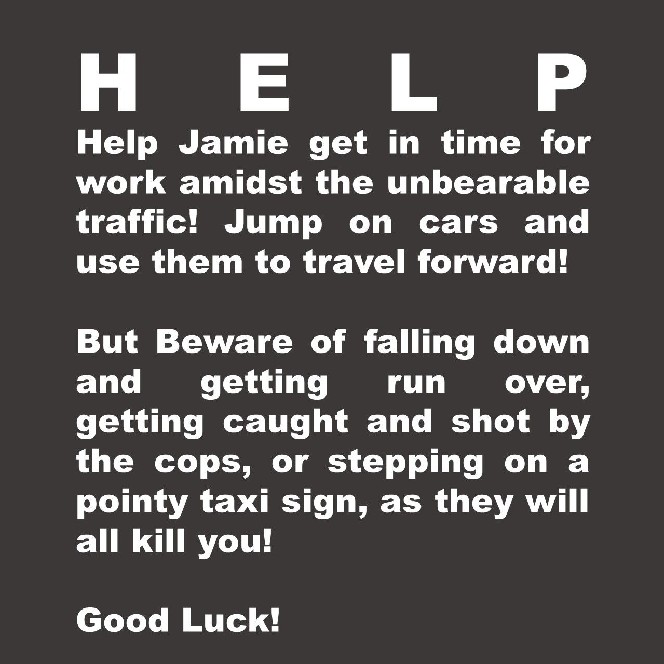 H E L P
Help Jamie get in time for
work amidst the unbearable
traffic! Jump on cars and
use them to travel forward!
But Beware of falling down
and getting run over,
getting caught and shot by
the cops, or stepping on a
pointy taxi sign, as they will
all kill you!
Good Luck!